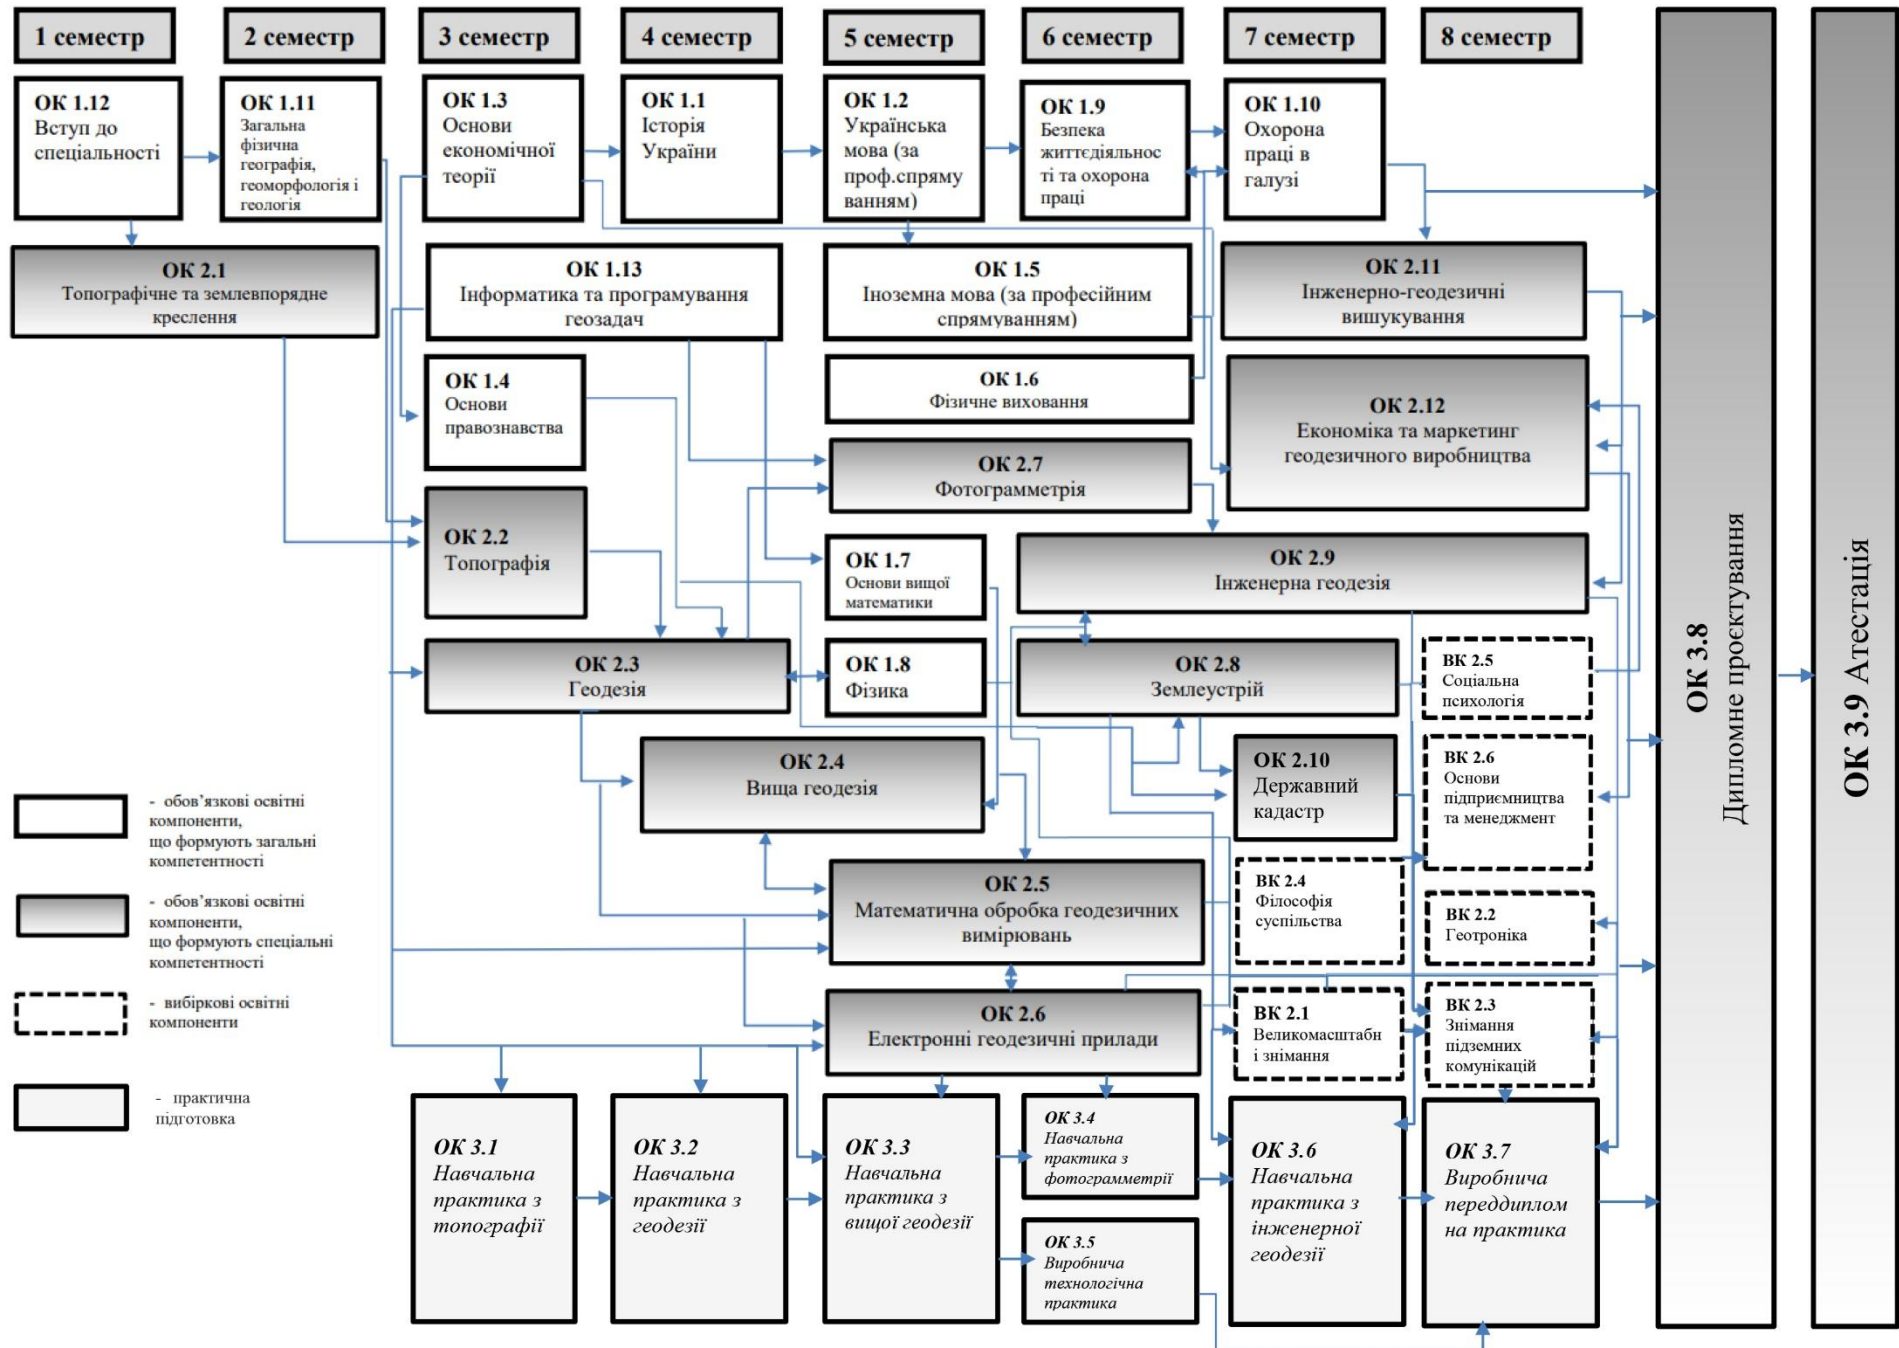 1 семестр
2 семестр
3 семестр
4 семестр
5 семестр
6 семестр
7 семестр
8 семестр
ОК 1.12
Вступ до
спеціальності
ОК 1.11
Загальна
фізична
географія,
геоморфологія і
геологія
ОК 1.3
Основи
економічної
теорії
ОК 1.1
Історія
України
ОК 1.2
Українська
мова (за
проф.спряму
ванням)
ОК 1.9
Безпека
життєдіяльнос
ті та охорона
праці
ОК 1.10
Охорона
праці в
галузі
ОК 2.1
Топографічне та землевпорядне
креслення
ОК 1.13
Інформатика та програмування
геозадач
ОК 1.5
Іноземна мова (за професійним
спрямуванням)
ОК 2.11
Інженерно-геодезичні
вишукування
ОК 1.4
Основи
правознавства
ОК 1.6
Фізичне виховання
ОК 2.12
Економіка та маркетинг
геодезичного виробництва
ОК 2.7
Фотограмметрія
ОК 2.2
Топографія
ОК 1.7
Основи вищої
математики
ОК 2.9
Інженерна геодезія
ОК 2.3
Геодезія
ОК 1.8
Фізика
ОК 2.8
Землеустрій
ВК 2.5
Соціальна
психологія
ОК 2.4
Вища геодезія
ОК 2.10
Державний
кадастр
ВК 2.6
Основи
підприємництва
та менеджмент
ОК 2.5
Математична обробка геодезичних
вимірювань
ВК 2.4
Філософія
суспільства
ВК 2.2
Геотроніка
ОК 2.6
Електронні геодезичні прилади
ВК 2.1
Великомасштабн
і знімання
ВК 2.3
Знімання
підземних
комунікацій
ОК 3.1
Навчальна
практика з
топографії
ОК 3.2
Навчальна
практика з
геодезії
ОК 3.3
Навчальна
практика з
вищої геодезії
ОК 3.4
Навчальна
практика з
фотограмметрії
ОК 3.5
Виробнича
технологічна
практика
ОК 3.6
Навчальна
практика з
інженерної
геодезії
ОК 3.7
Виробнича
переддиплом
на практика
ОК 3.8
Дипломне проєктування
ОК 3.9 Атестація
- обов’язкові освітні
компоненти,
що формують загальні
компетентності
- обов’язкові освітні
компоненти,
що формують спеціальні
компетентності
- вибіркові освітні
компоненти
- практична
підготовка